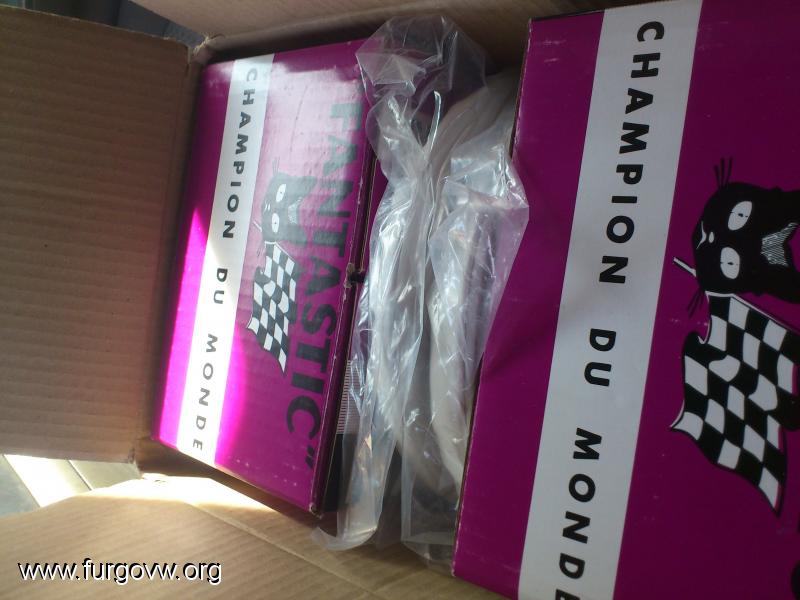 CHAMPION DU MONDE
FANTASTIC"
CHAMPION DU MONDE
www.furgovw.org